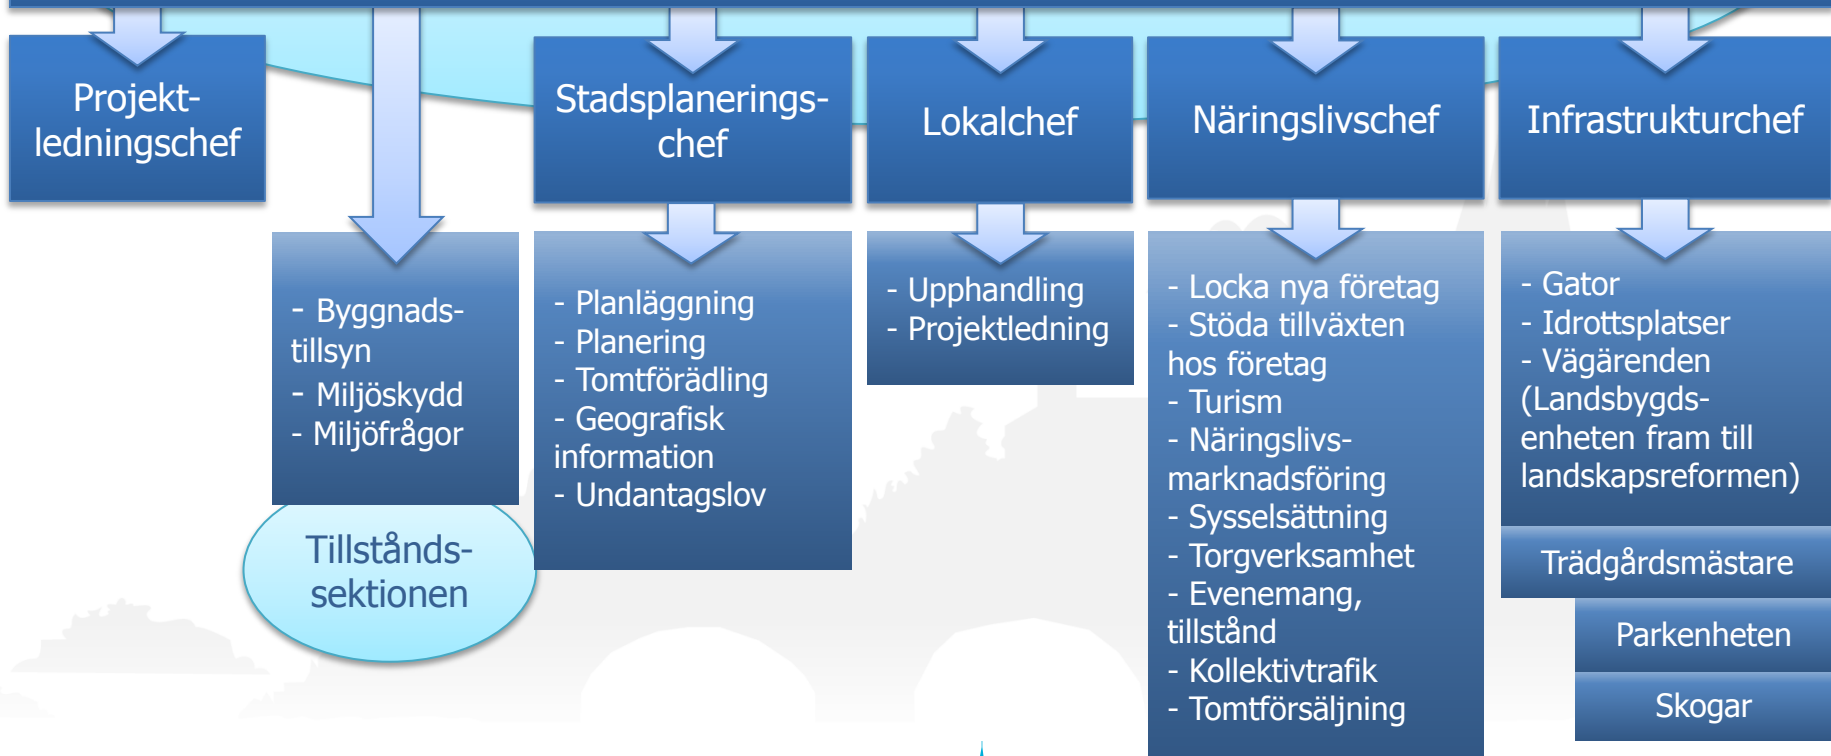 Projekt-
ledningschef
Stadsplanerings-
chef
Lokalchef
Näringslivschef
Infrastrukturchef
- Byggnads-
tillsyn
- Miljöskydd
- Miljöfrågor
Tillstånds-
sektionen
- Planläggning
- Planering
- Tomtförädling
- Geografisk
information
- Undantagslov
- Upphandling
- Projektledning
- Locka nya företag
- Stöda tillväxten
hos företag
- Turism
- Näringslivs-
marknadsföring
- Sysselsättning
- Torgverksamhet
- Evenemang,
tillstånd
- Kollektivtrafik
- Tomtförsäljning
- Gator
- Idrottsplatser
- Vägärenden
(Landsbygds-
enheten fram till
landskapsreformen)
Trädgårdsmästare
Parkenheten
Skogar